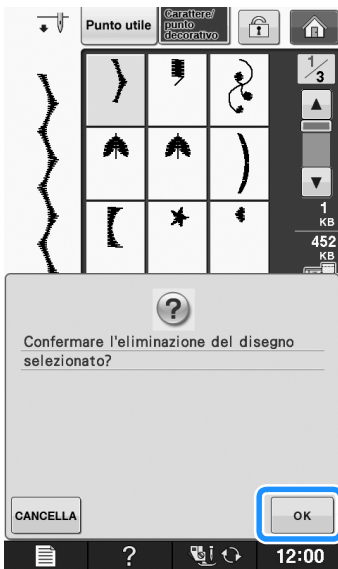 Punto utile
Carattere/
punto
decorativo
1/3
1
KB
452
KB
?
Confermare l'eliminazione del disegno
selezionato?
CANCELLA
OK
?
12:00